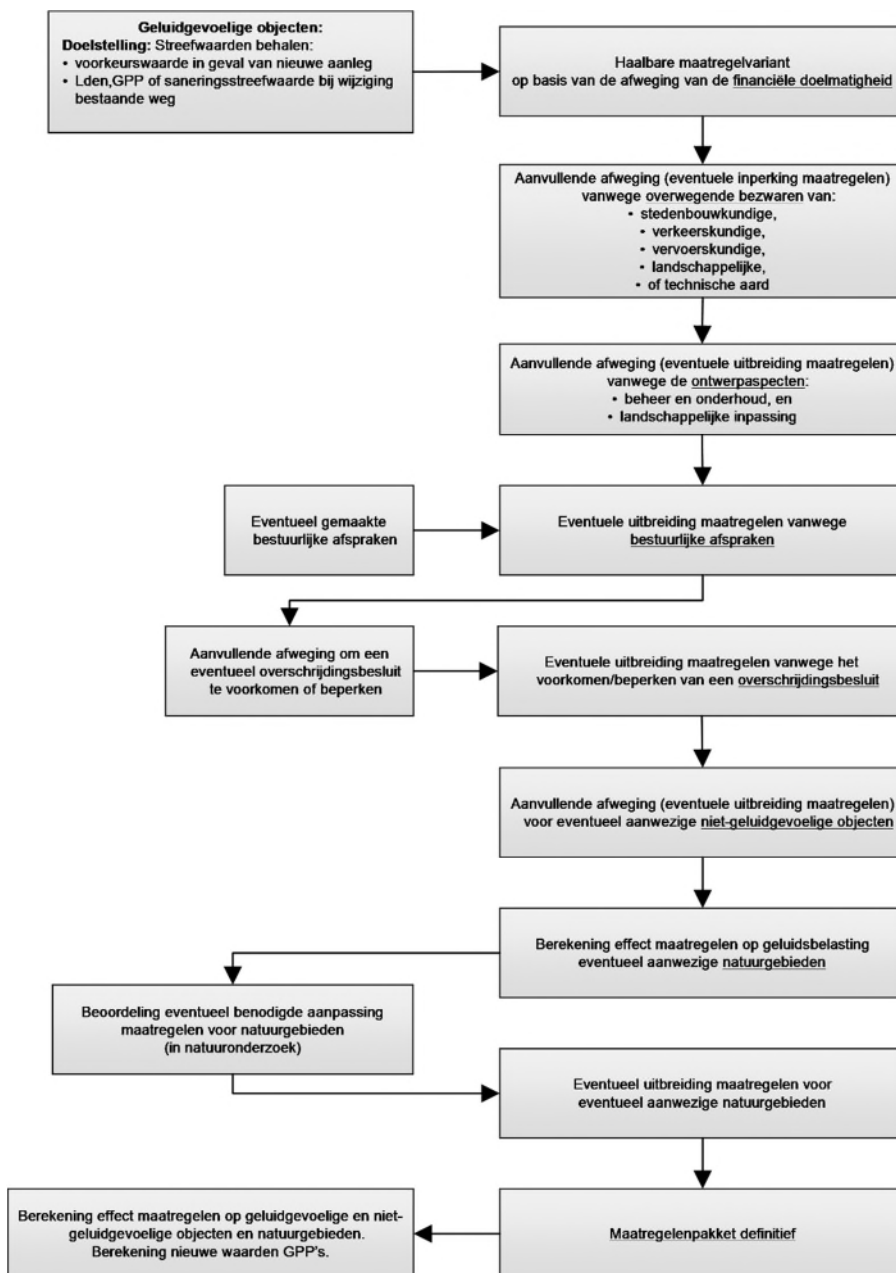 Geluidgevoelige objecten:
Doelstelling: Streefwaarden behalen:
• voorkeurswaarde in geval van nieuwe aanleg
• Lden,GPP of saneringsstreefwaarde bij wijziging
bestaande weg
Haalbare maatregelvariant
op basis van de afweging van de financiële doelmatigheid
Aanvullende afweging (eventuele inperking maatregelen)
vanwege overwegende bezwaren van:
• stedenbouwkundige,
• verkeerskundige,
• vervoerskundige,
• landschappelijke,
• of technische aard
Aanvullende afweging (eventuele uitbreiding maatregelen)
vanwege de ontwerpaspecten:
• beheer en onderhoud, en
• landschappelijke inpassing
Eventueel gemaakte
bestuurlijke afspraken
Eventuele uitbreiding maatregelen vanwege
bestuurlijke afspraken
Aanvullende afweging om een
eventueel overschrijdingsbesluit
te voorkomen of beperken
Eventuele uitbreiding maatregelen vanwege het
voorkomen/beperken van een overschrijdingsbesluit
Aanvullende afweging (eventuele uitbreiding maatregelen)
voor eventueel aanwezige niet-geluidgevoelige objecten
Berekening effect maatregelen op geluidsbelasting
eventueel aanwezige natuurgebieden
Beoordeling eventueel benodigde aanpassing
maatregelen voor natuurgebieden
(in natuuronderzoek)
Eventueel uitbreiding maatregelen voor
eventueel aanwezige natuurgebieden
Maatregelenpakket definitief
Berekening effect maatregelen op geluidgevoelige en niet-
geluidgevoelige objecten en natuurgebieden.
Berekening nieuwe waarden GPP's.